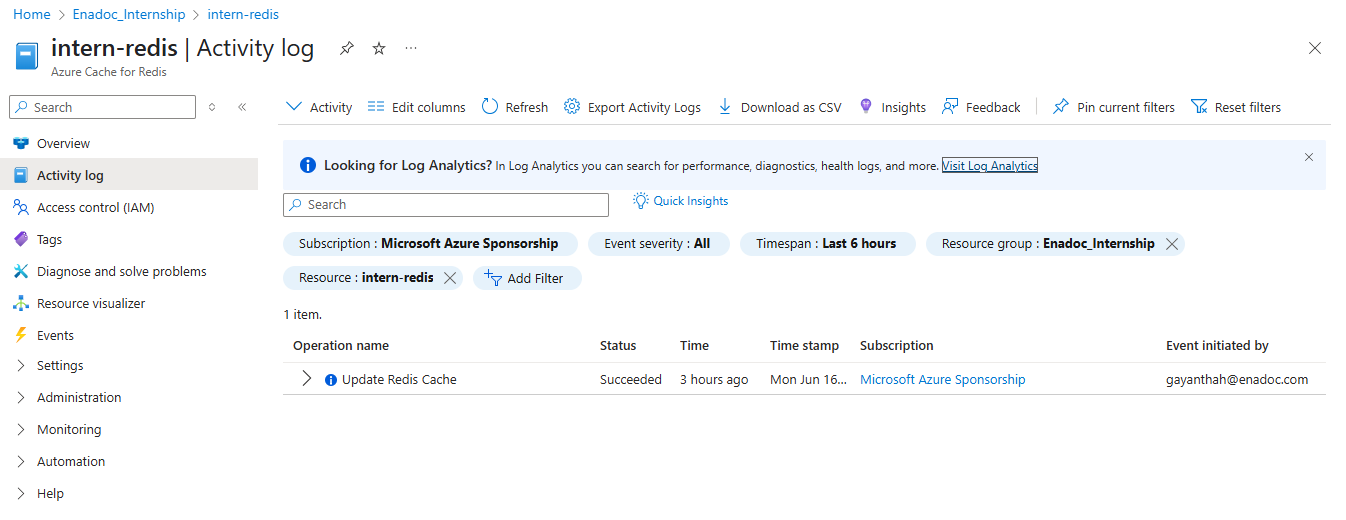 Home > Enadoc_Internship > intern-redis
intern-redis | Activity log
Azure Cache for Redis
Search
Overview
Activity log
Access control (IAM)
Tags
Diagnose and solve problems
Resource visualizer
Events
Settings
Administration
Monitoring
Automation
Help
Activity Edit columns Refresh Export Activity Logs Download as CSV Insights Feedback Pin current filters Reset filters
Looking for Log Analytics? In Log Analytics you can search for performance, diagnostics, health logs, and more. Visit Log Analytics
Search Quick Insights
Subscription : Microsoft Azure Sponsorship Event severity : All Timespan : Last 6 hours Resource group : Enadoc_Internship
Resource : intern-redis Add Filter
1 item.
Operation name Status Time Time stamp Subscription Event initiated by
Update Redis Cache Succeeded 3 hours ago Mon Jun 16... Microsoft Azure Sponsorship gayanthah@enadoc.com